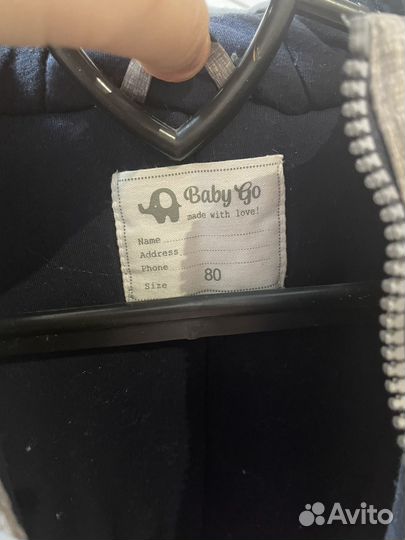 Baby Go
made with love!
Name
Address
Phone
Size 80
Avito